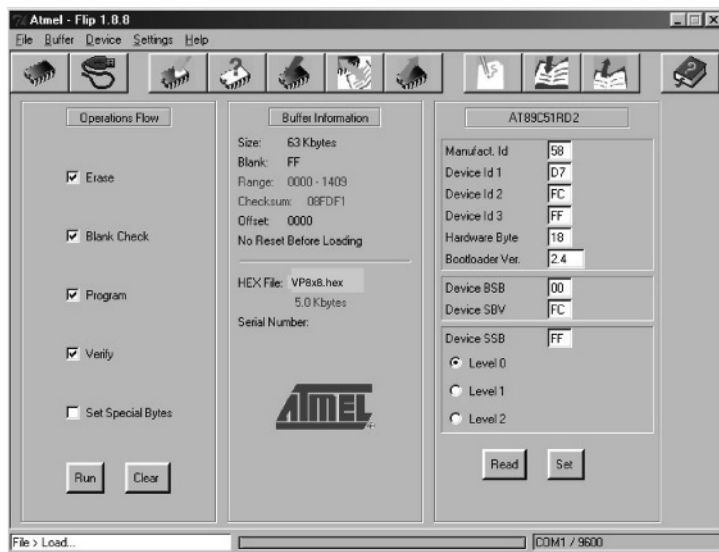 Atmel - Flip 1.8.8
File Buffer Device Settings Help
Operations Flow
Erase
Blank Check
Program
Verify
Set Special Bytes
Run Clear
Buffer Information
Size: 63 Kbytes
Blank: FF
Range: 0000 - 1409
Checksum: 08FDF1
Offset: 0000
No Reset Before Loading
HEX File: VP8x8.hex
5.0 Kbytes
Serial Number:
ATMEL
AT89C51RD2
Manufact. Id 58
Device Id 1 D7
Device Id 2 FC
Device Id 3 FF
Hardware Byte 18
Bootloader Ver. 2.4
Device BSB 00
Device SBV FC
Device SSB FF
Level 0
Level 1
Level 2
Read Set
File > Load...
COM1 / 9600